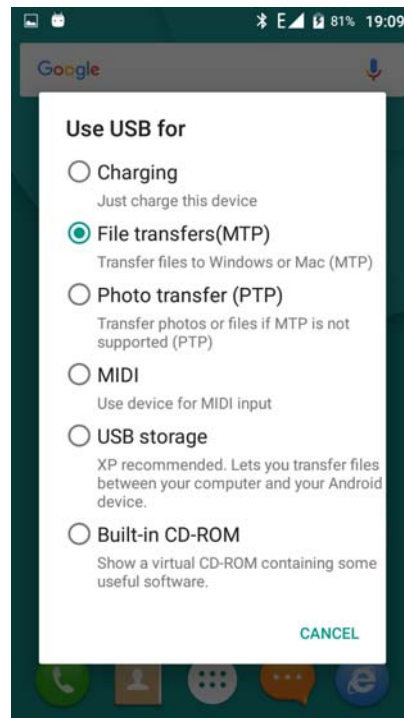 E 81% 19:09
Google
Use USB for
Charging
Just charge this device
File transfers(MTP)
Transfer files to Windows or Mac (MTP)
Photo transfer (PTP)
Transfer photos or files if MTP is not
supported (PTP)
MIDI
Use device for MIDI input
USB storage
XP recommended. Lets you transfer files
between your computer and your Android
device.
Built-in CD-ROM
Show a virtual CD-ROM containing some
useful software.
CANCEL